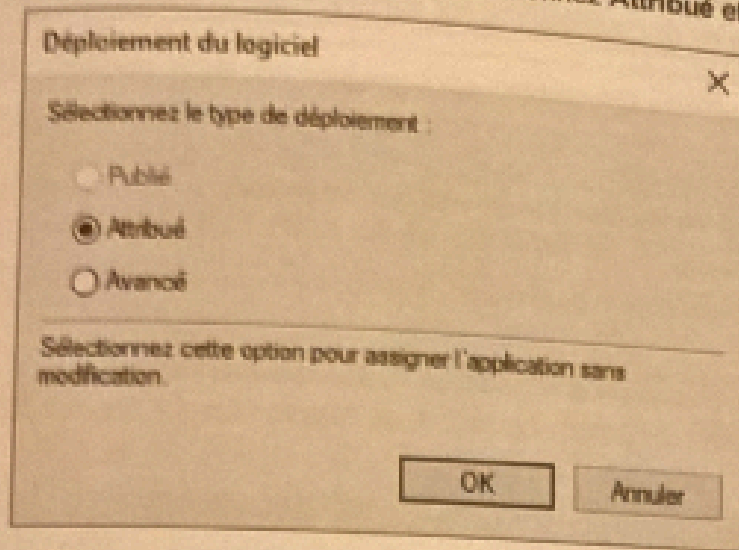 Attribué
Déploiement du logiciel
Sélectionnez le type de déploiement :
Publié
Attribué
Avancé
Sélectionnez cette option pour assigner l'application sans
modification.
OK
Annuler